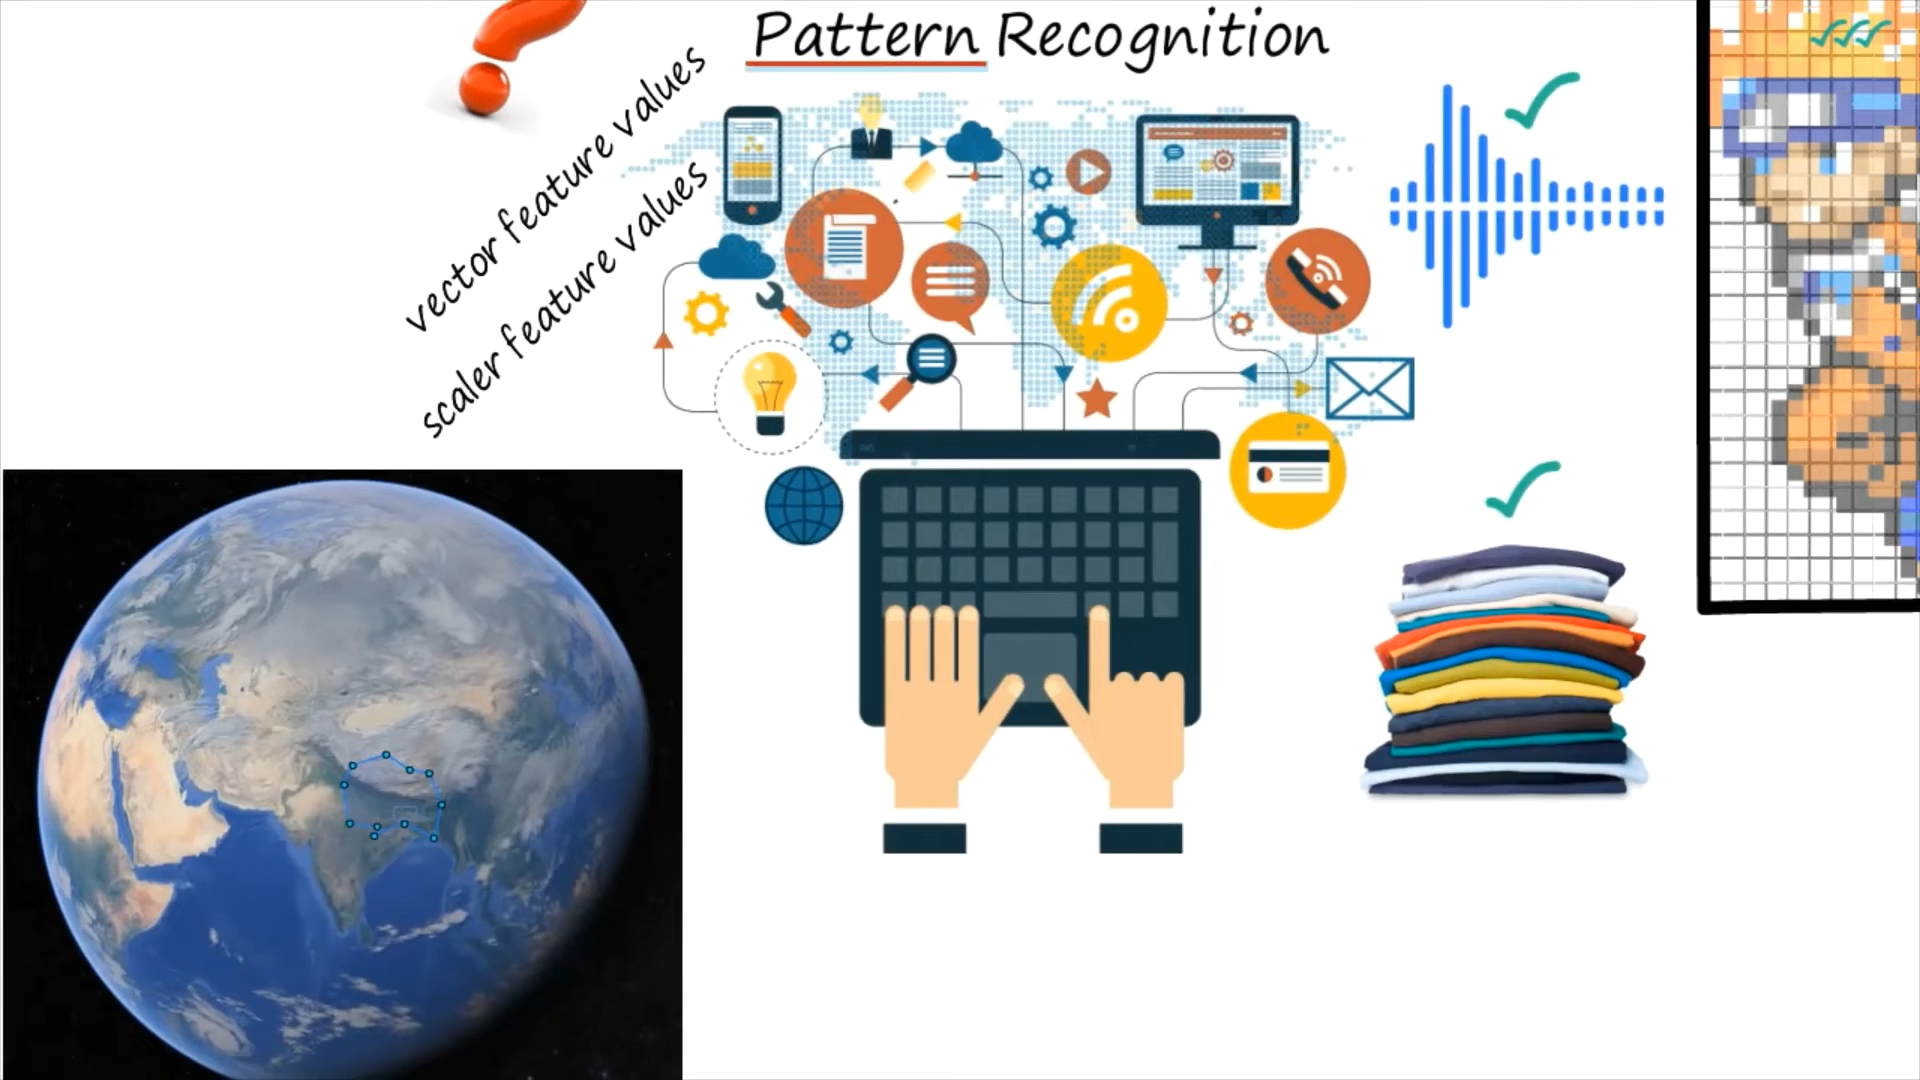 Pattern Recognition
vector feature values
scaler feature values